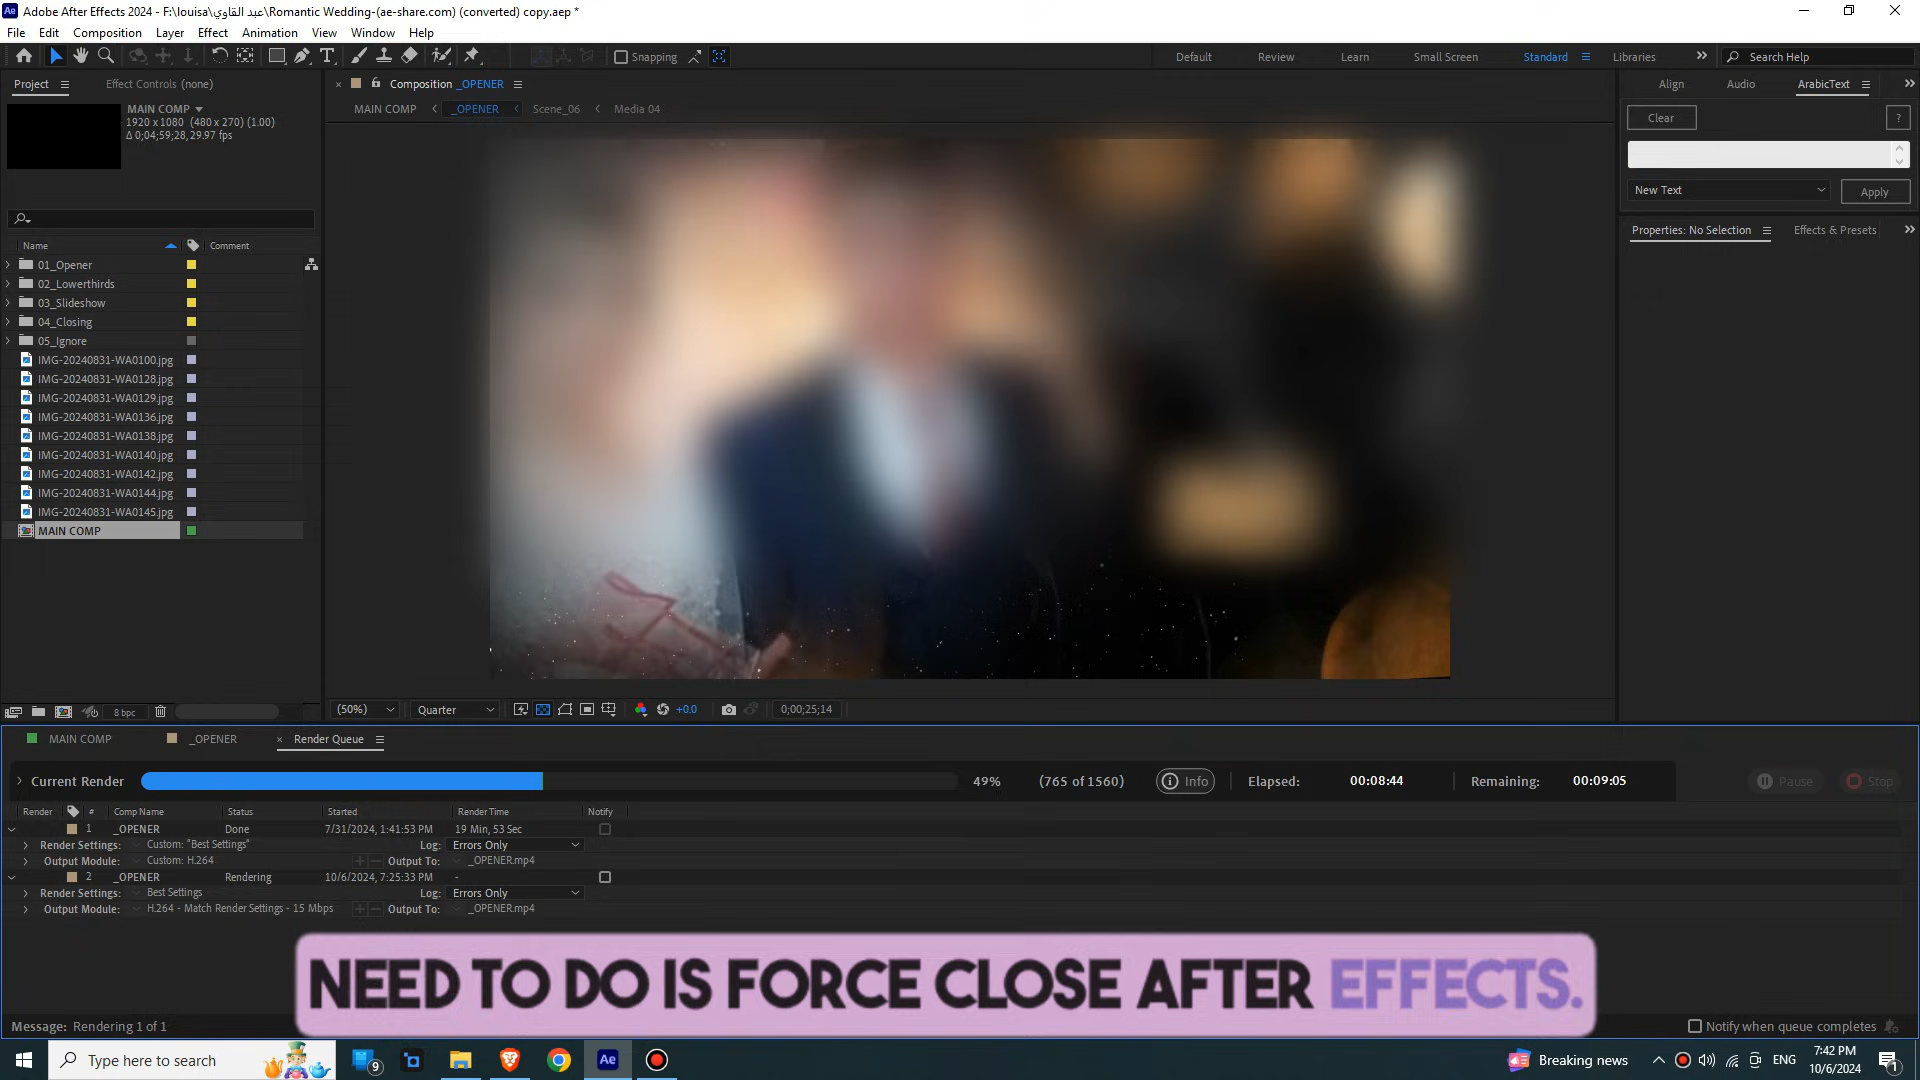 Adobe After Effects 2024 - F:\louisa\عبد القاوي\Romantic Wedding-(ae-share.com) (converted) copy.aep *
File Edit Composition Layer Effect Animation View Window Help
Snapping Default Review Learn Small Screen Standard Libraries Search Help
Project Effect Controls (none) Composition _OPENER Align Audio ArabicText
MAIN COMP _OPENER Scene_06 Media 04
MAIN COMP
1920 x 1080 (480 x 270) (1.00)
Δ 0;04;59;28, 29.97 fps
Clear ?
New Text Apply
Properties: No Selection Effects & Presets
Name Comment
01_Opener
02_Lowerthirds
03_Slideshow
04_Closing
05_Ignore
IMG-20240831-WA0100.jpg
IMG-20240831-WA0128.jpg
IMG-20240831-WA0129.jpg
IMG-20240831-WA0136.jpg
IMG-20240831-WA0138.jpg
IMG-20240831-WA0140.jpg
IMG-20240831-WA0142.jpg
IMG-20240831-WA0144.jpg
IMG-20240831-WA0145.jpg
MAIN COMP
8 bpc (50%) Quarter +0.0 0;00;25;14
MAIN COMP _OPENER × Render Queue
Current Render 49% (765 of 1560) Info Elapsed: 00:08:44 Remaining: 00:09:05 Pause Stop
Render # Comp Name Status Started Render Time Notify
1 _OPENER Done 7/31/2024, 1:41:53 PM 19 Min, 53 Sec
Render Settings: Custom: "Best Settings" Log: Errors Only
Output Module: Custom: H.264 Output To: _OPENER.mp4
2 _OPENER Rendering 10/6/2024, 7:25:33 PM -
Render Settings: Best Settings Log: Errors Only
Output Module: H.264 - Match Render Settings - 15 Mbps Output To: _OPENER.mp4
NEED TO DO IS FORCE CLOSE AFTER EFFECTS.
Message: Rendering 1 of 1 Notify when queue completes
Type here to search 9 Ae Breaking news ENG 7:42 PM
10/6/2024 1